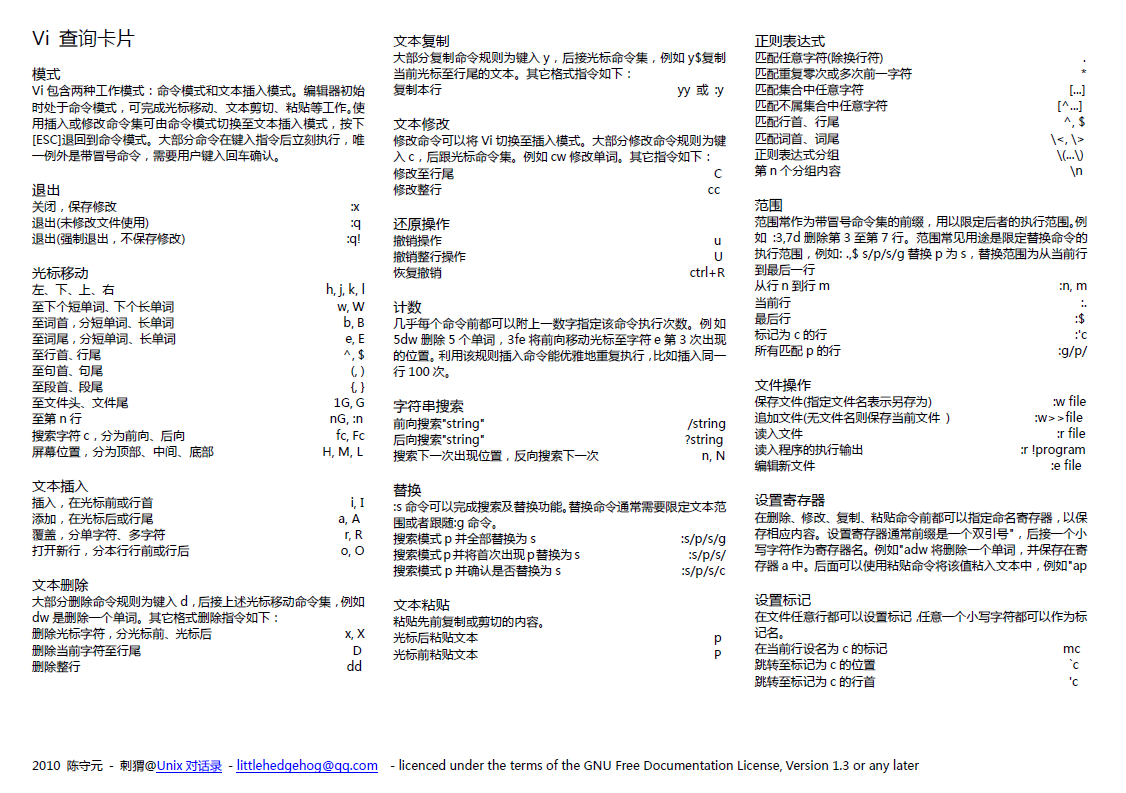 Vi 查询卡片
模式
Vi 包含两种工作模式：命令模式和文本插入模式。编辑器初始
时处于命令模式，可完成光标移动、文本剪切、粘贴等工作。使
用插入或修改命令集可由命令模式切换至文本插入模式，按下
[ESC]退回到命令模式。大部分命令在键入指令后立刻执行，唯
一例外是带冒号命令，需要用户键入回车确认。
退出
关闭，保存修改 :x
退出(未修改文件使用) :q
退出(强制退出，不保存修改) :q!
光标移动
左、下、上、右 h, j, k, l
至下个短单词、下个长单词 w, W
至词首，分短单词、长单词 b, B
至词尾，分短单词、长单词 e, E
至行首、行尾 ^, $
至句首、句尾 (, )
至段首、段尾 {, }
至文件头、文件尾 1G, G
至第 n 行 nG, :n
搜索字符 c，分为前向、后向 fc, Fc
屏幕位置，分为顶部、中间、底部 H, M, L
文本插入
插入，在光标前或行首 i, I
添加，在光标后或行尾 a, A
覆盖，分单字符、多字符 r, R
打开新行，分本行行前或行后 o, O
文本删除
大部分删除命令规则为键入 d，后接上述光标移动命令集，例如
dw 是删除一个单词。其它格式删除指令如下：
删除光标字符，分光标前、光标后 x, X
删除当前字符至行尾 D
删除整行 dd
文本复制
大部分复制命令规则为键入 y，后接光标命令集，例如 y$复制
当前光标至行尾的文本。其它格式指令如下：
复制本行 yy 或 :y
文本修改
修改命令可以将 Vi 切换至插入模式。大部分修改命令规则为键
入 c，后跟光标命令集。例如 cw 修改单词。其它指令如下：
修改至行尾 C
修改整行 cc
还原操作
撤销操作 u
撤销整行操作 U
恢复撤销 ctrl+R
计数
几乎每个命令前都可以附上一数字指定该命令执行次数。例如
5dw 删除 5 个单词，3fe 将前向移动光标至字符 e 第 3 次出现
的位置。利用该规则插入命令能优雅地重复执行，比如插入同一
行 100 次。
字符串搜索
前向搜索"string" /string
后向搜索"string" ?string
搜索下一次出现位置，反向搜索下一次 n, N
替换
:s 命令可以完成搜索及替换功能。替换命令通常需要限定文本范
围或者跟随:g 命令。
搜索模式 p 并全部替换为 s :s/p/s/g
搜索模式 p 并将首次出现 p 替换为 s :s/p/s/
搜索模式 p 并确认是否替换为 s :s/p/s/c
文本粘贴
粘贴先前复制或剪切的内容。
光标后粘贴文本 p
光标前粘贴文本 P
正则表达式
匹配任意字符(除换行符) .
匹配重复零次或多次前一字符 *
匹配集合中任意字符 [...]
匹配不属集合中任意字符 [^...]
匹配行首、行尾 ^, $
匹配词首、词尾 \<, \>
正则表达式分组 \(...\)
第 n 个分组内容 \n
范围
范围常作为带冒号命令集的前缀，用以限定后者的执行范围。例
如 :3,7d 删除第 3 至第 7 行。范围常见用途是限定替换命令的
执行范围，例如: .,$ s/p/s/g 替换 p 为 s，替换范围为从当前行
到最后一行
从行 n 到行 m :n, m
当前行 :.
最后行 :$
标记为 c 的行 :'c
所有匹配 p 的行 :g/p/
文件操作
保存文件(指定文件名表示另存为) :w file
追加文件(无文件名则保存当前文件 ) :w>>file
读入文件 :r file
读入程序的执行输出 :r !program
编辑新文件 :e file
设置寄存器
在删除、修改、复制、粘贴命令前都可以指定命名寄存器，以保
存相应内容。设置寄存器通常前缀是一个双引号"，后接一个小
写字符作为寄存器名。例如"adw 将删除一个单词，并保存在寄
存器 a 中。后面可以使用粘贴命令将该值粘入文本中，例如"ap
设置标记
在文件任意行都可以设置标记，任意一个小写字符都可以作为标
记名。
在当前行设名为 c 的标记 mc
跳转至标记为 c 的位置 `c
跳转至标记为 c 的行首 'c
2010 陈守元 - 刺猬@Unix 对话录 - littlehedgehog@qq.com - licenced under the terms of the GNU Free Documentation License, Version 1.3 or any later